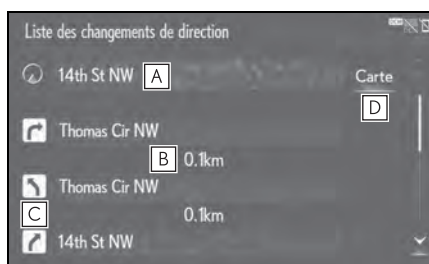 Liste des changements de direction
14th St NW A
Carte
D
Thomas Cir NW
B 0.1km
Thomas Cir NW
C 0.1km
14th St NW